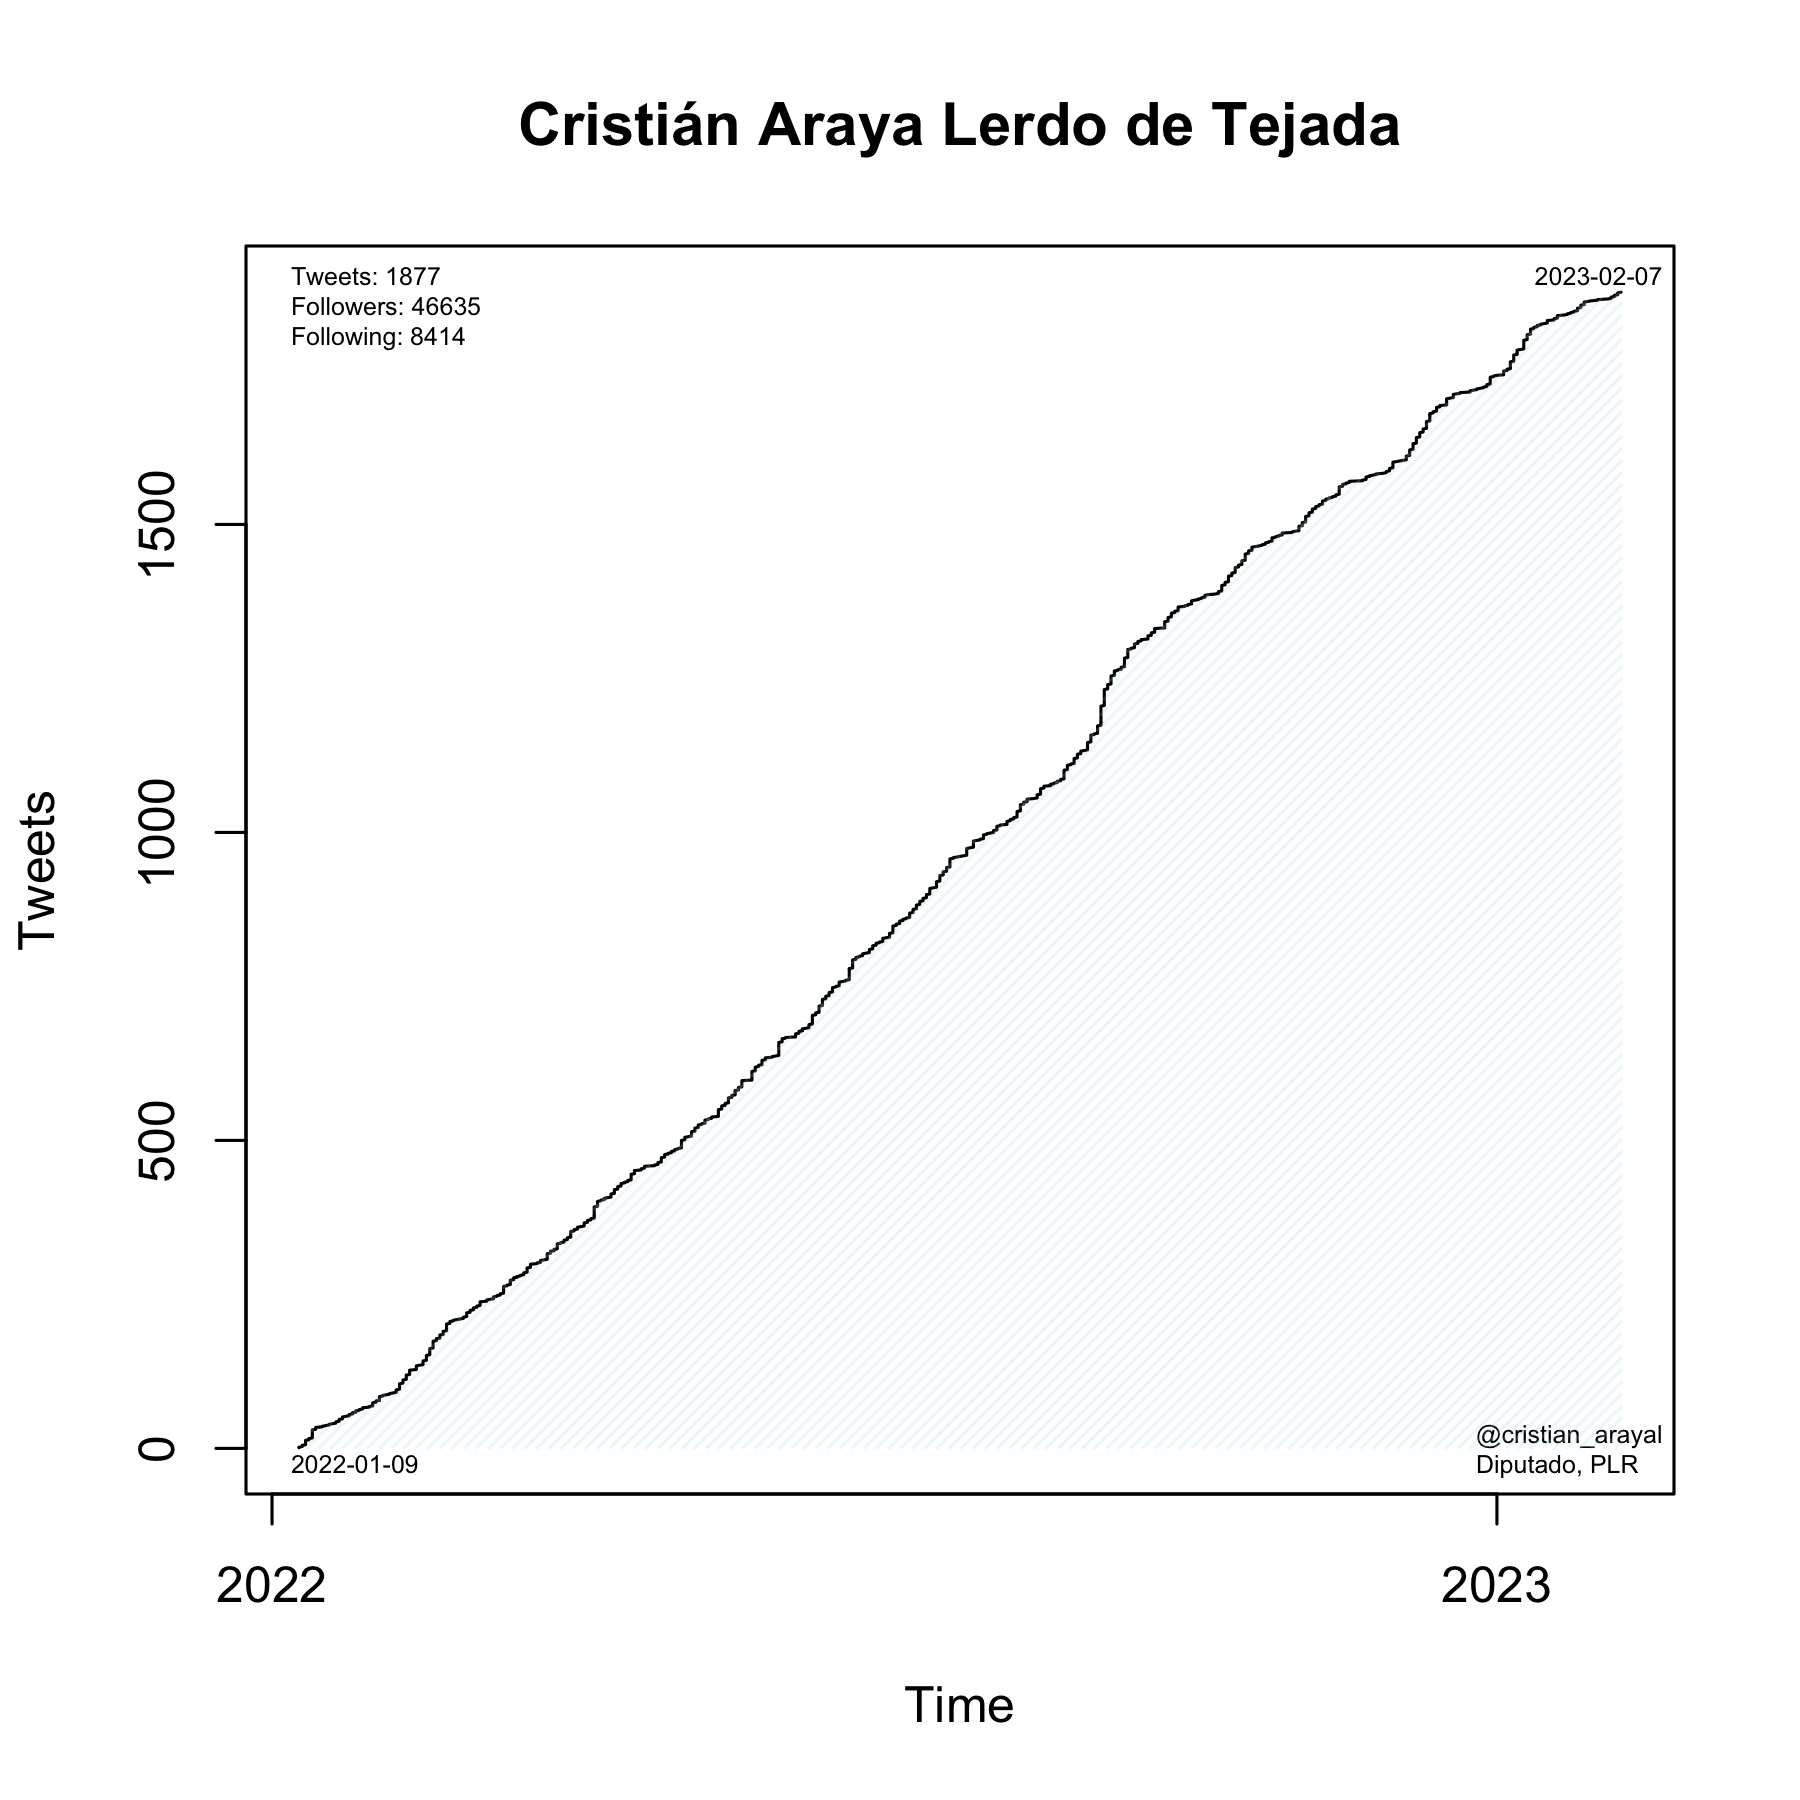 Cristián Araya Lerdo de Tejada
Tweets: 1877
Followers: 46635
Following: 8414
2023-02-07
Tweets
1500
1000
500
0
2022-01-09
@cristian_arayal
Diputado, PLR
2022
2023
Time